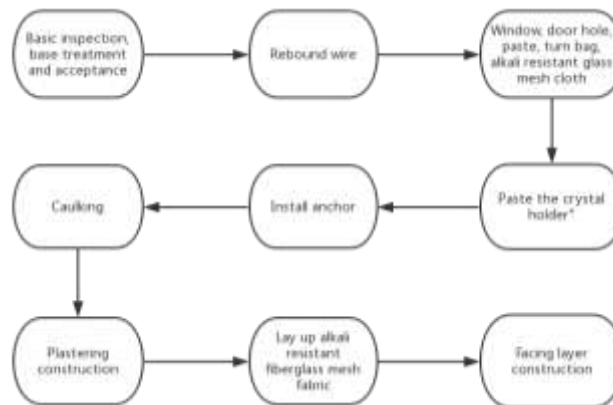 Basic inspection,
base treatment
and acceptance
Rebound wire
Window, door hole,
paste, turn bag,
alkali resistant glass
mesh cloth
Paste the crystal
holder*
Install anchor
Caulking
Plastering
construction
Lay up alkali
resistant
fiberglass mesh
fabric
Facing layer
construction